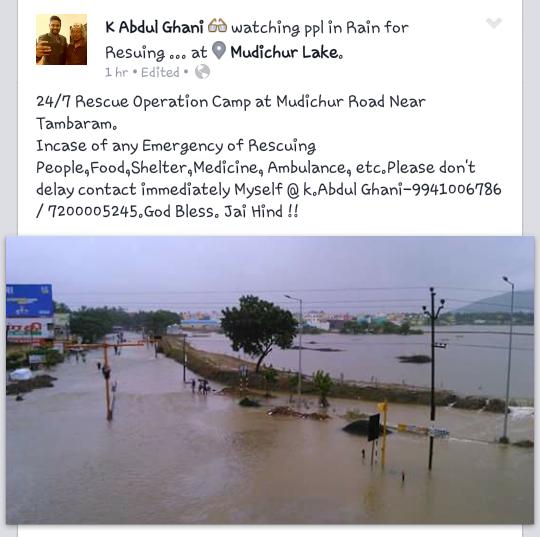 K Abdul Ghani 👓 watching ppl in Rain for
Resuing ... at Mudichur Lake.
1 hr • Edited •
24/7 Rescue Operation Camp at Mudichur Road Near
Tambaram.
Incase of any Emergency of Rescuing
People,Food,Shelter,Medicine, Ambulance, etc.Please don't
delay contact immediately Myself @ k.Abdul Ghani-9941006786
/ 7200005245.God Bless. Jai Hind !!